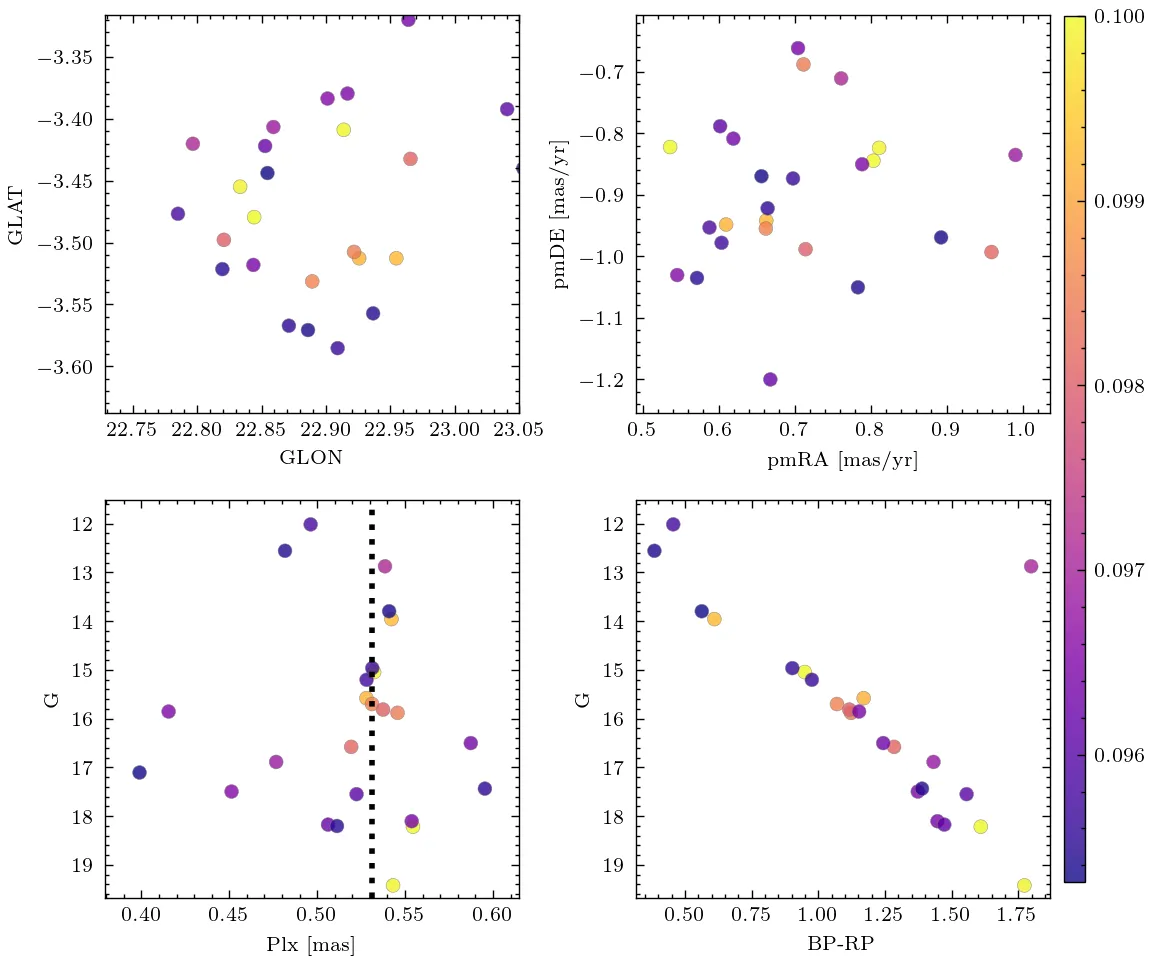 −3.35
−3.40
−3.45
−3.50
−3.55
−3.60
GLAT
22.75 22.80 22.85 22.90 22.95 23.00 23.05
GLON
−0.7
−0.8
−0.9
−1.0
−1.1
−1.2
pmDE [mas/yr]
0.5 0.6 0.7 0.8 0.9 1.0
pmRA [mas/yr]
0.100
0.099
0.098
0.097
0.096
12
13
14
15
16
17
18
19
G
0.40 0.45 0.50 0.55 0.60
Plx [mas]
12
13
14
15
16
17
18
19
G
0.50 0.75 1.00 1.25 1.50 1.75
BP-RP